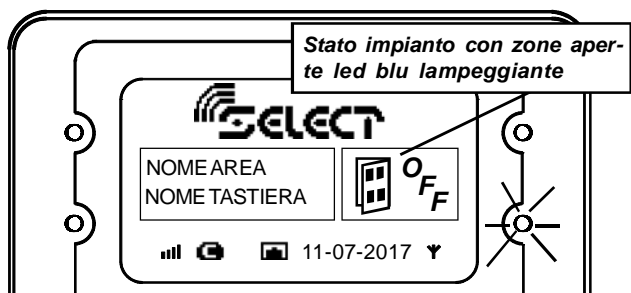 Stato impianto con zone aper-
te led blu lampeggiante
SELECT
NOME AREA
NOME TASTIERA
OFF
11-07-2017